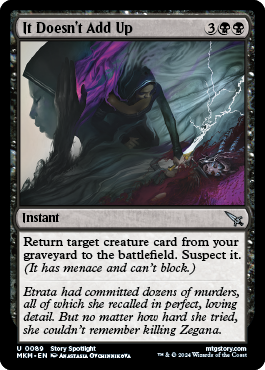 It Doesn't Add Up 3
Instant
Return target creature card from your
graveyard to the battlefield. Suspect it.
(It has menace and can't block.)
Etrata had committed dozens of murders,
all of which she recalled in perfect, loving
detail. But no matter how hard she tried,
she couldn't remember killing Zegana.
U 0089 Story Spotlight mtgstory.com
MKM • EN Anastasia Ovchinnikova ™ & © 2024 Wizards of the Coast